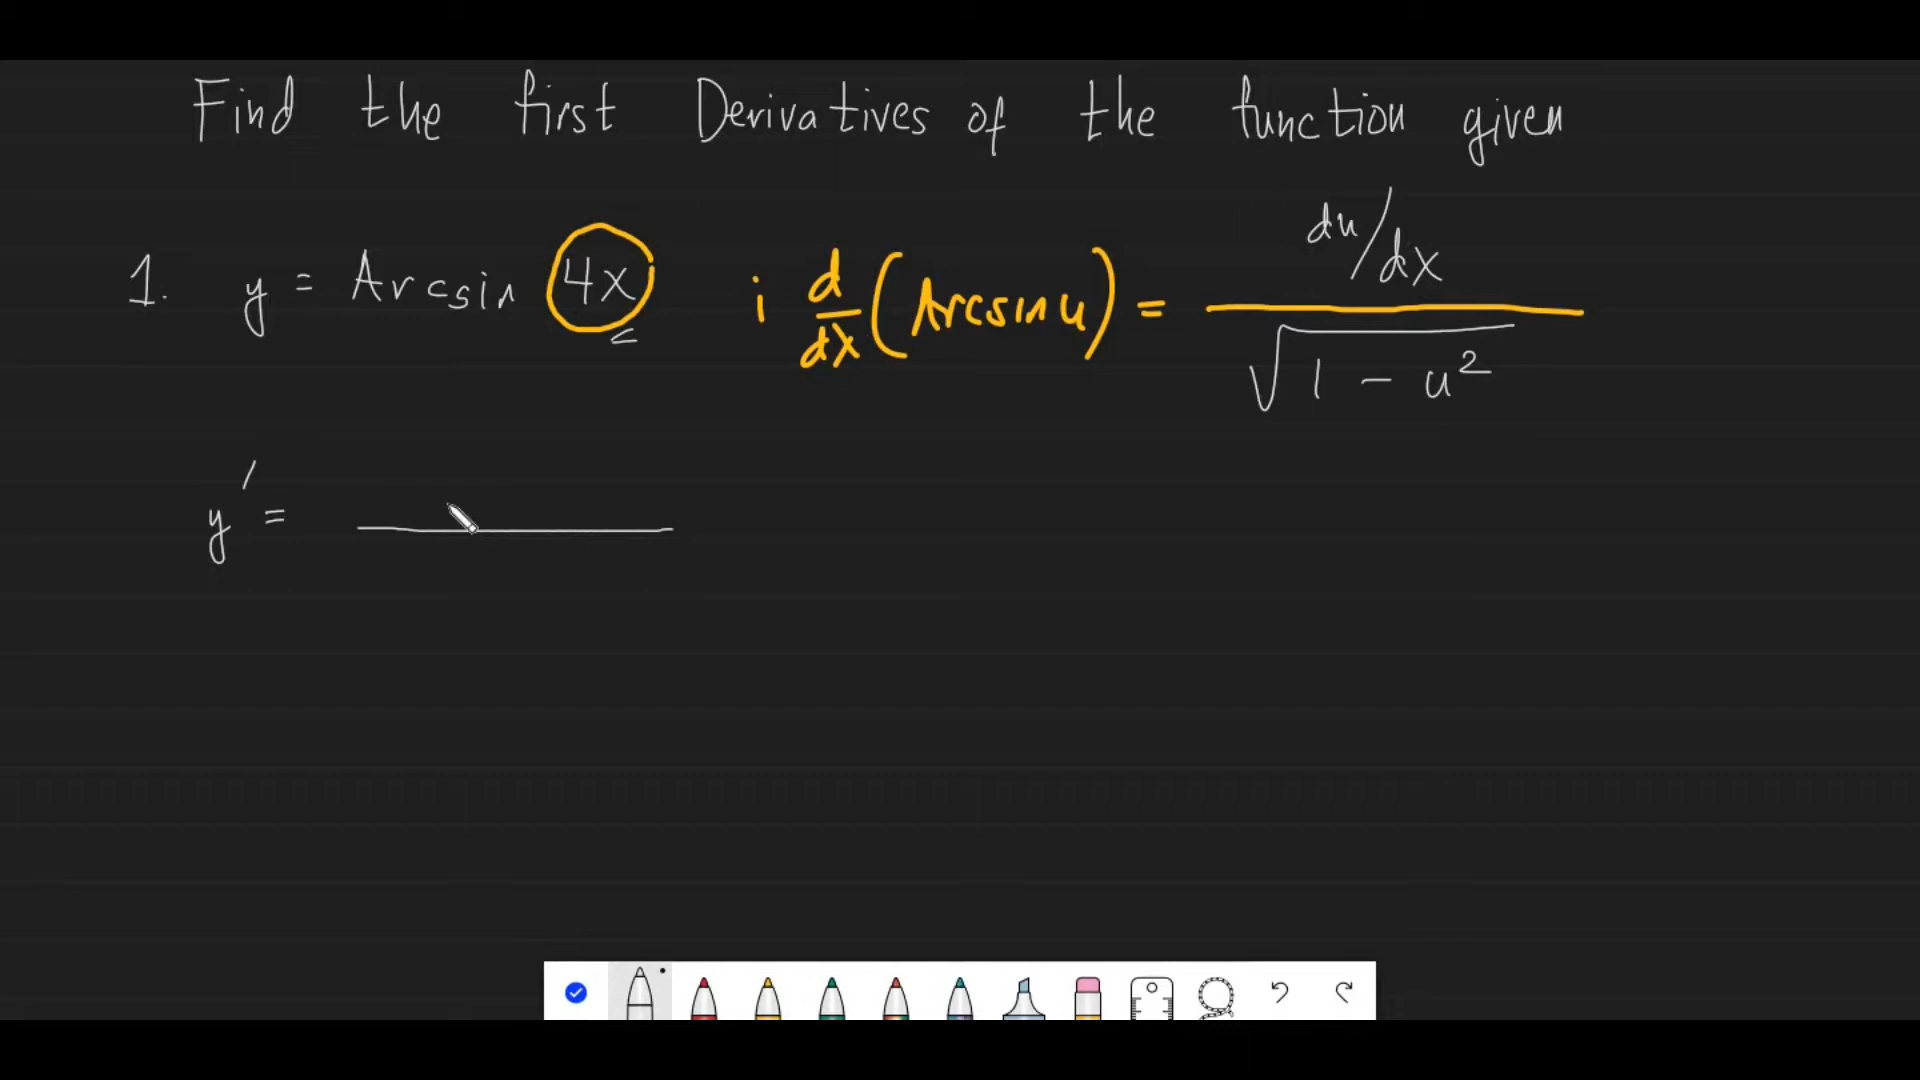 Find the first Derivatives of the function given
1. y = Arcsin 4x ; d/dx (Arcsin u) = du/dx / √(1 - u²)
y' =